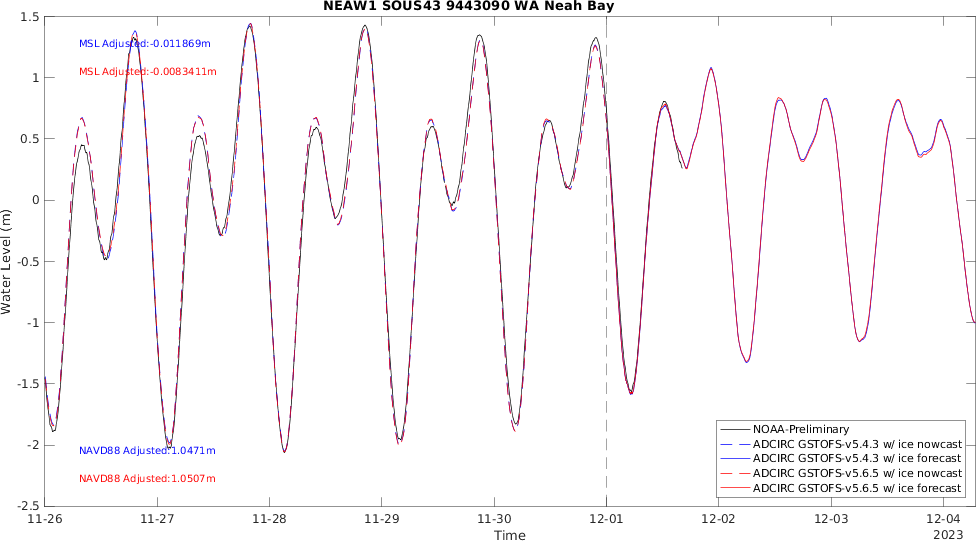 NEAW1 SOUS43 9443090 WA Neah Bay
1.5
MSL Adjusted:-0.011869m
1
MSL Adjusted:-0.0083411m
0.5
0
-0.5
Water Level (m)
-1
-1.5
-2
NAVD88 Adjusted:1.0471m
NAVD88 Adjusted:1.0507m
-2.5
NOAA-Preliminary
ADCIRC GSTOFS-v5.4.3 w/ ice nowcast
ADCIRC GSTOFS-v5.4.3 w/ ice forecast
ADCIRC GSTOFS-v5.6.5 w/ ice nowcast
ADCIRC GSTOFS-v5.6.5 w/ ice forecast
11-26 11-27 11-28 11-29 11-30 12-01 12-02 12-03 12-04
Time
2023